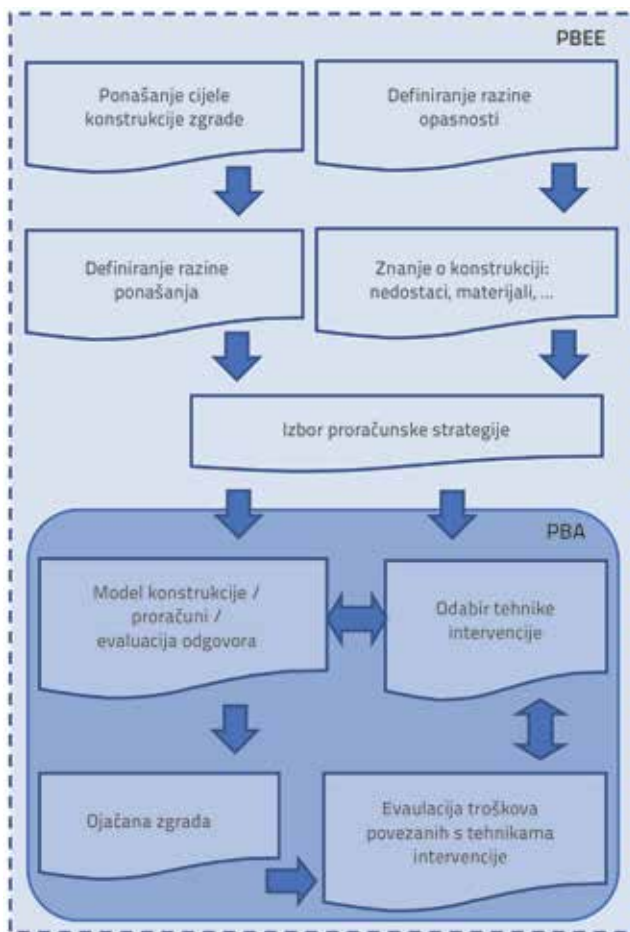 PBEE
Ponašanje cijele
konstrukcije zgrade
Definiranje razine
opasnosti
Definiranje razine
ponašanja
Znanje o konstrukciji:
nedostaci, materijali, ...
Izbor proračunske strategije
PBA
Model konstrukcije /
proračuni /
evaluacija odgovora
Odabir tehnike
intervencije
Ojačana zgrada
Evaulacija troškova
povezanih s tehnikama
intervencije